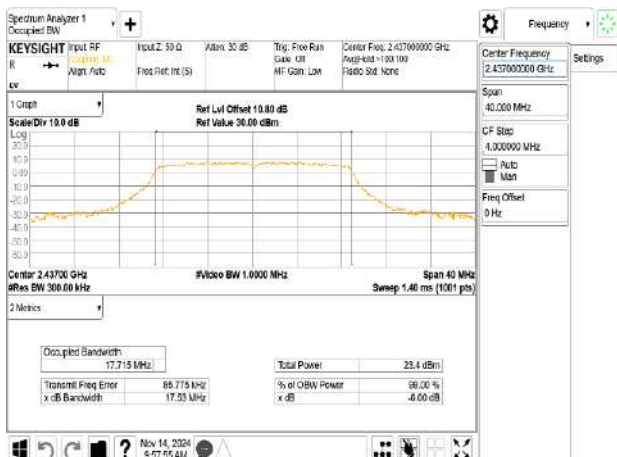 Spectrum Analyzer 1
Occupied BW
KEYSIGHT Input: RF
R
Align: Auto
Input Z: 50 Ω
Freq Ref: Int (S)
Atten: 30 dB
Trig: Free Run
Gate: Off
#IF Gain: Low
Center Freq: 2.437000000 GHz
Avg|Hold >100/100
Radio Std: None
1 Graph
Scale/Div 10.0 dB
Ref Lvl Offset 10.80 dB
Ref Value 30.00 dBm
Log
20.0
10.0
0.00
-10.0
-20.0
-30.0
-40.0
-50.0
-60.0
Center 2.43700 GHz
#Res BW 300.00 kHz
#Video BW 1.0000 MHz
Span 40 MHz
Sweep 1.40 ms (1001 pts)
2 Metrics
Occupied Bandwidth
17.715 MHz
Transmit Freq Error 85.775 kHz
x dB Bandwidth 17.53 MHz
Total Power 23.4 dBm
% of OBW Power 99.00 %
x dB -6.00 dB
Nov 14, 2024
9:57:55 AM
Frequency
Settings
Center Frequency
2.437000000 GHz
Span
40.000 MHz
CF Step
4.000000 MHz
Auto
Man
Freq Offset
0 Hz